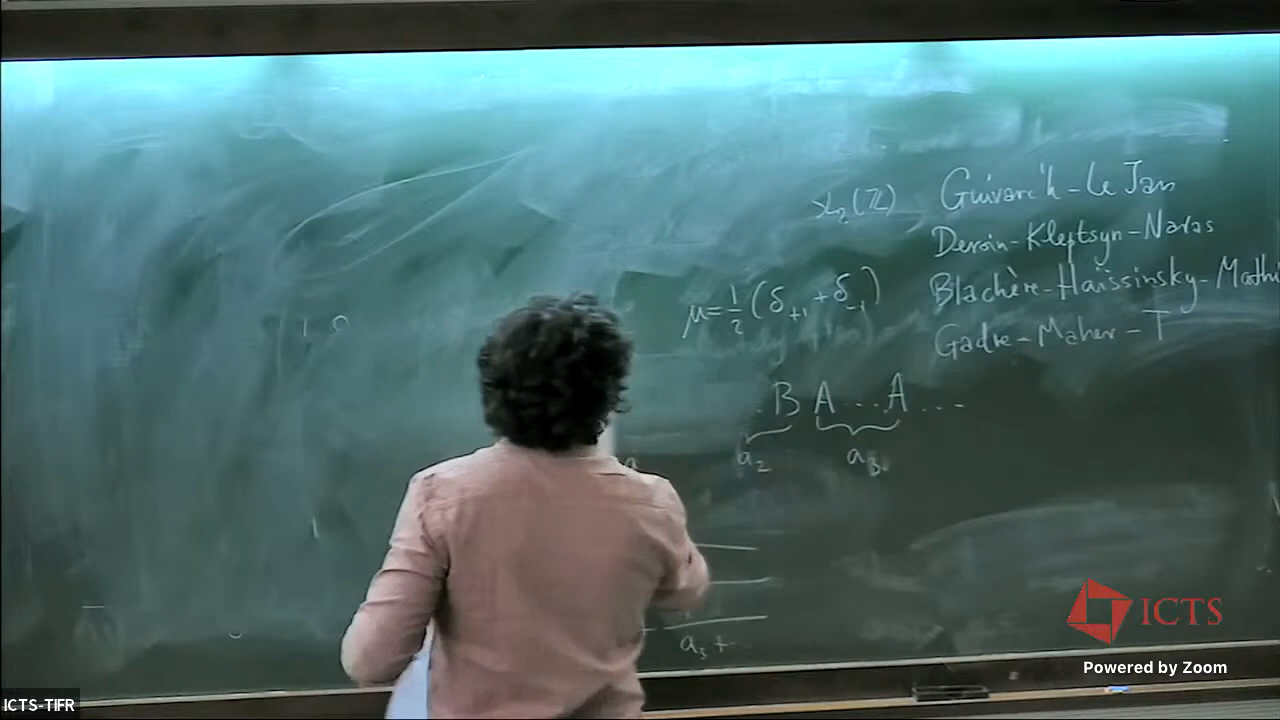 SL₂(ℤ) Guivarc'h - Le Jan
Deroin-Kleptsyn-Navas
μ = 1/2 (δ₊₁ + δ₋₁)
Blachère-Haïssinsky-Mathi
Gadre-Maher-T
. B A ... A ...
a₂ a₃
a₃ +
ICTS
Powered by Zoom
ICTS-TIFR